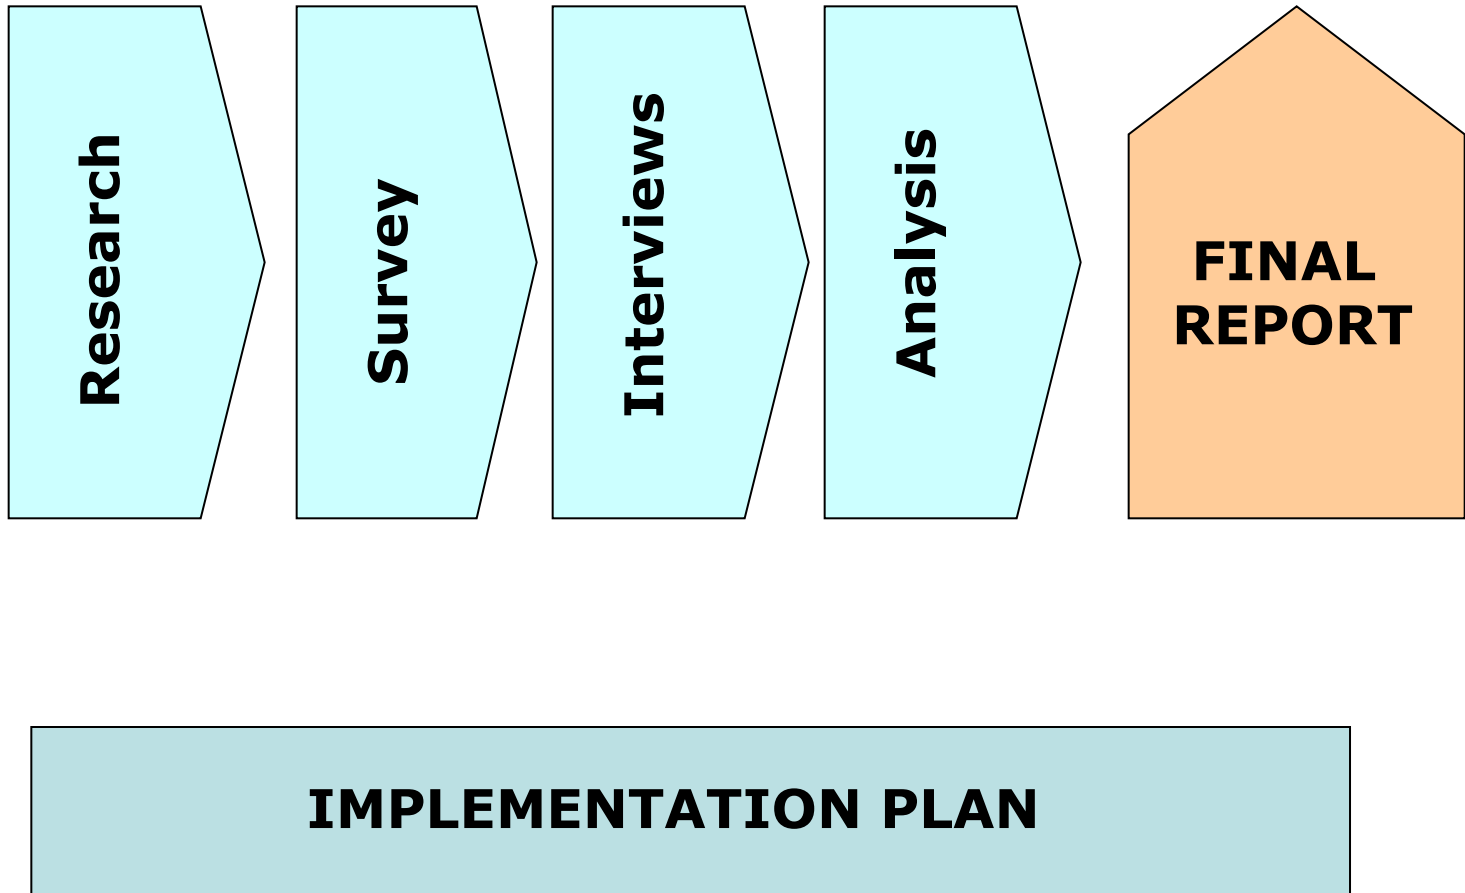 Research
Survey
Interviews
Analysis
FINAL
REPORT
IMPLEMENTATION PLAN